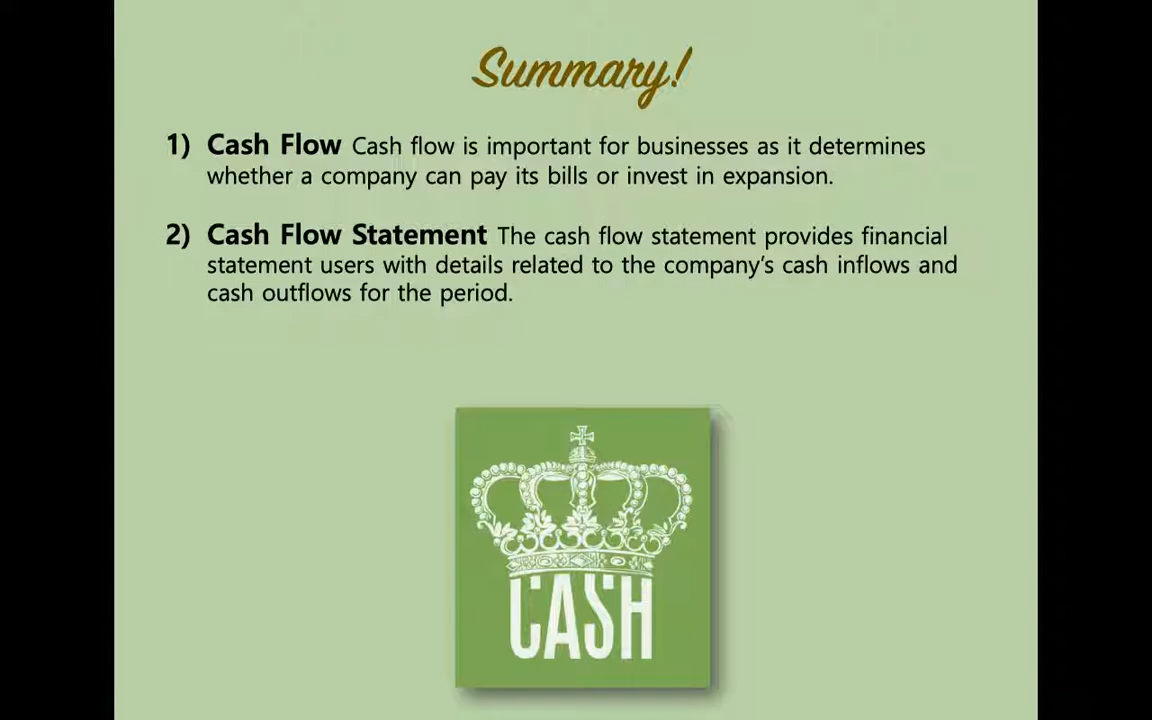 Summary!
1) Cash Flow Cash flow is important for businesses as it determines
whether a company can pay its bills or invest in expansion.
2) Cash Flow Statement The cash flow statement provides financial
statement users with details related to the company’s cash inflows and
cash outflows for the period.
CASH